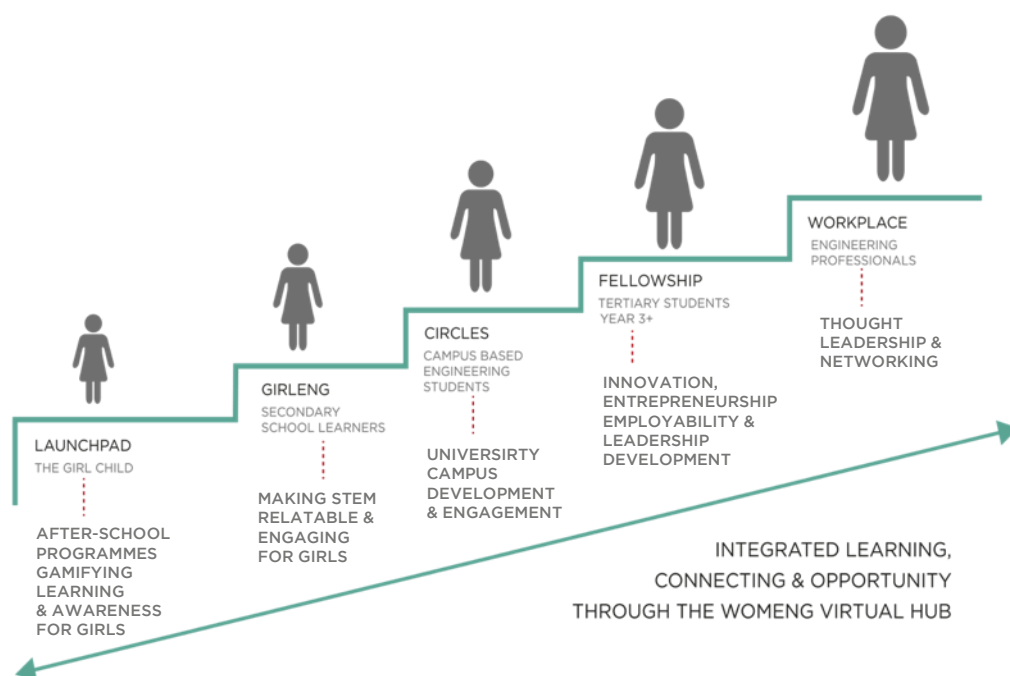 LAUNCHPAD
THE GIRL CHILD
AFTER-SCHOOL
PROGRAMMES
GAMIFYING
LEARNING
& AWARENESS
FOR GIRLS
GIRLENG
SECONDARY
SCHOOL LEARNERS
MAKING STEM
RELATABLE &
ENGAGING
FOR GIRLS
CIRCLES
CAMPUS BASED
ENGINEERING
STUDENTS
UNIVERSIRTY
CAMPUS
DEVELOPMENT
& ENGAGEMENT
FELLOWSHIP
TERTIARY STUDENTS
YEAR 3+
INNOVATION,
ENTREPRENEURSHIP
EMPLOYABILITY &
LEADERSHIP
DEVELOPMENT
WORKPLACE
ENGINEERING
PROFESSIONALS
THOUGHT
LEADERSHIP &
NETWORKING
INTEGRATED LEARNING,
CONNECTING & OPPORTUNITY
THROUGH THE WOMENG VIRTUAL HUB